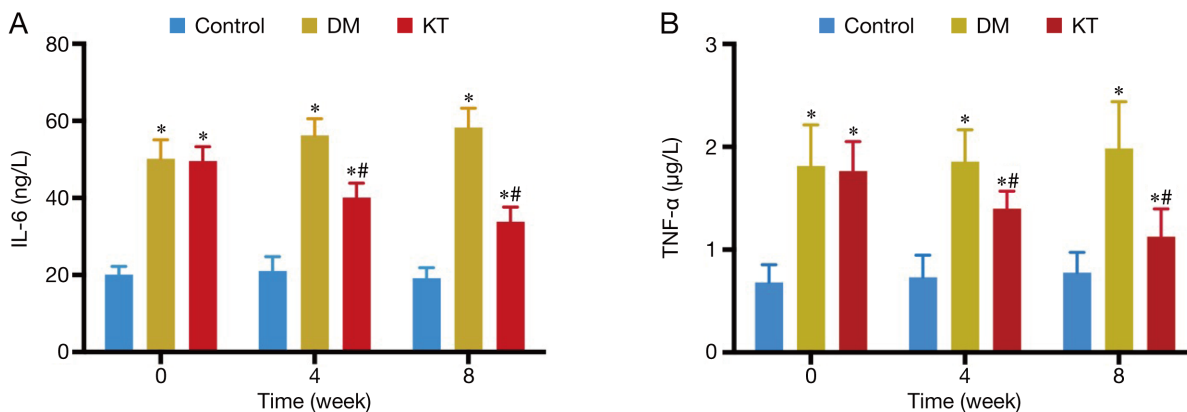 A
Control DM KT
IL-6 (ng/L)
80
60
40
20
0
* * * *# * *#
0 4 8
Time (week)
B
Control DM KT
TNF-α (μg/L)
3
2
1
0
* * * *# * *#
0 4 8
Time (week)